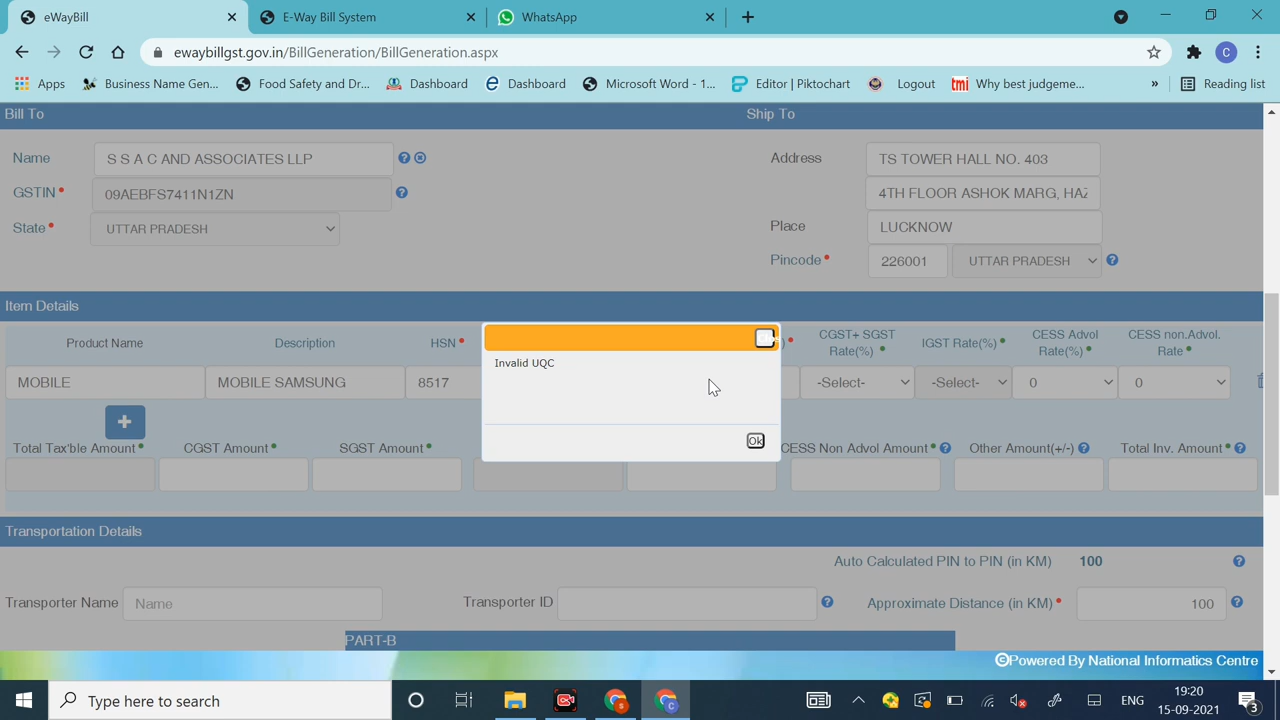 eWayBill
E-Way Bill System
WhatsApp
ewaybillgst.gov.in/BillGeneration/BillGeneration.aspx
C
Apps
Business Name Gen...
Food Safety and Dr...
Dashboard
Dashboard
Microsoft Word - 1...
Editor | Piktochart
Logout
tmi
Why best judgeme...
»
Reading list
Bill To
Ship To
Name
S S A C AND ASSOCIATES LLP
Address
TS TOWER HALL NO. 403
GSTIN
09AEBFS7411N1ZN
4TH FLOOR ASHOK MARG, HAZ
State
UTTAR PRADESH
Place
LUCKNOW
Pincode
226001
UTTAR PRADESH
Item Details
Product Name
Description
HSN
CGST+ SGST
Rate(%)
IGST Rate(%)
CESS Advol
Rate(%)
CESS non.Advol.
Rate
Invalid UQC
Ok
MOBILE
MOBILE SAMSUNG
8517
-Select-
-Select-
0
0
Total Tax'ble Amount
CGST Amount
SGST Amount
CESS Non Advol Amount
Other Amount(+/-)
Total Inv. Amount
Transportation Details
Auto Calculated PIN to PIN (in KM)
100
Transporter Name
Name
Transporter ID
Approximate Distance (in KM)
100
PART-B
©Powered By National Informatics Centre
Type here to search
ENG
19:20
15-09-2021
3